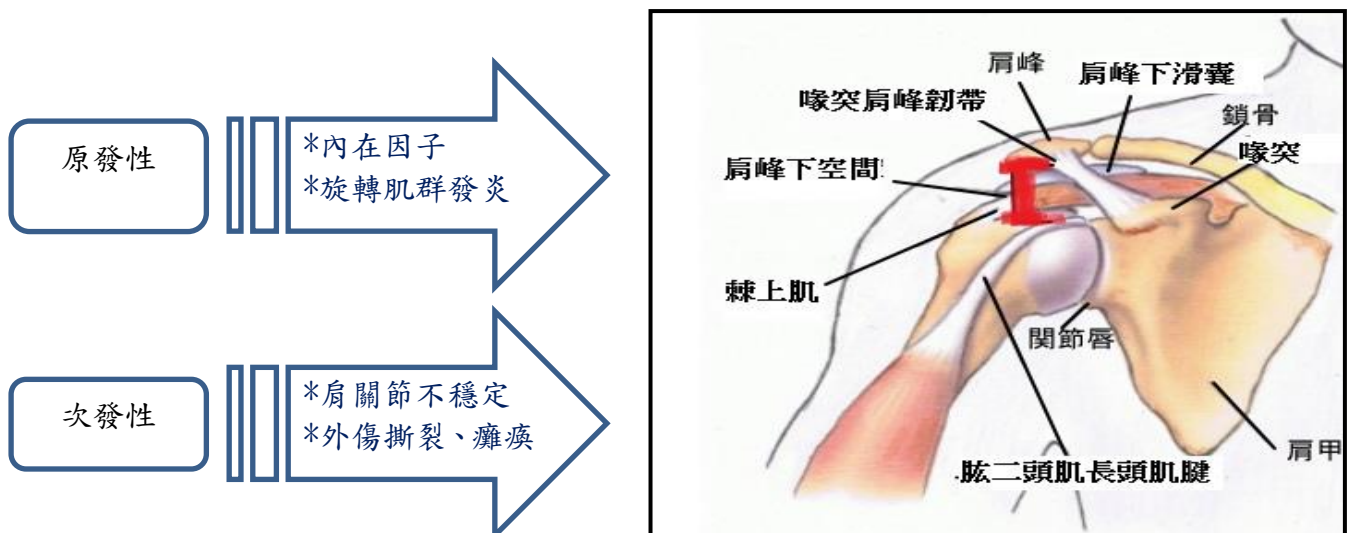 原發性
*內在因子
*旋轉肌群發炎
次發性
*肩關節不穩定
*外傷撕裂、癱瘓
肩峰
肩峰下滑囊
喙突肩峰韌帶
鎖骨
喙突
肩峰下空間
棘上肌
関節唇
肩甲
肱二頭肌長頭肌腱